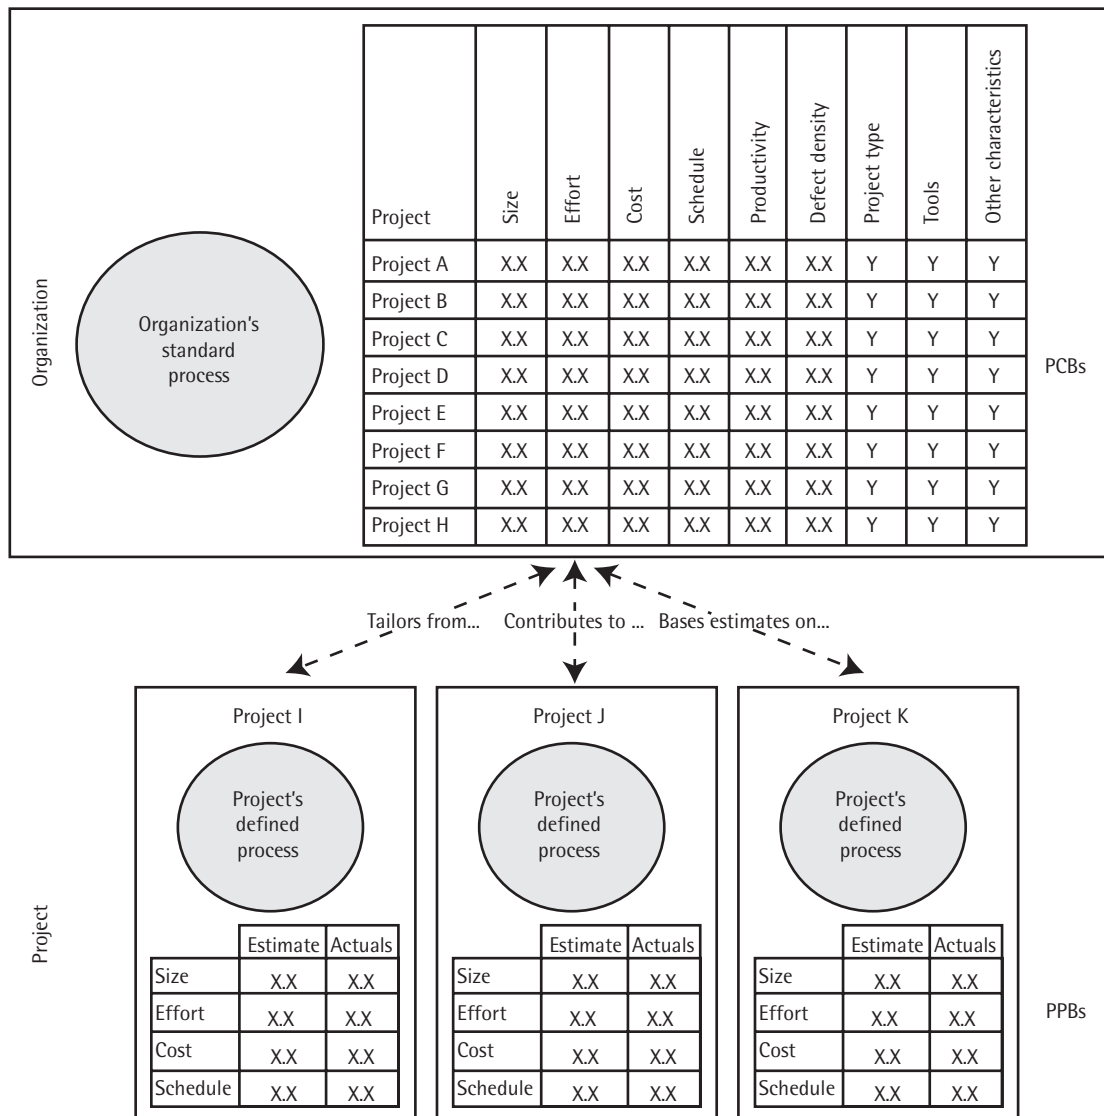 Organization
Organization's
standard
process
Project Size Effort Cost Schedule Productivity Defect density Project type Tools Other characteristics
Project A X.X X.X X.X X.X X.X X.X Y Y Y
Project B X.X X.X X.X X.X X.X X.X Y Y Y
Project C X.X X.X X.X X.X X.X X.X Y Y Y
Project D X.X X.X X.X X.X X.X X.X Y Y Y
Project E X.X X.X X.X X.X X.X X.X Y Y Y
Project F X.X X.X X.X X.X X.X X.X Y Y Y
Project G X.X X.X X.X X.X X.X X.X Y Y Y
Project H X.X X.X X.X X.X X.X X.X Y Y Y
PCBs
Tailors from... Contributes to ... Bases estimates on...
Project
Project I
Project's
defined
process
Estimate Actuals
Size X.X X.X
Effort X.X X.X
Cost X.X X.X
Schedule X.X X.X
Project J
Project's
defined
process
Estimate Actuals
Size X.X X.X
Effort X.X X.X
Cost X.X X.X
Schedule X.X X.X
Project K
Project's
defined
process
Estimate Actuals
Size X.X X.X
Effort X.X X.X
Cost X.X X.X
Schedule X.X X.X
PPBs